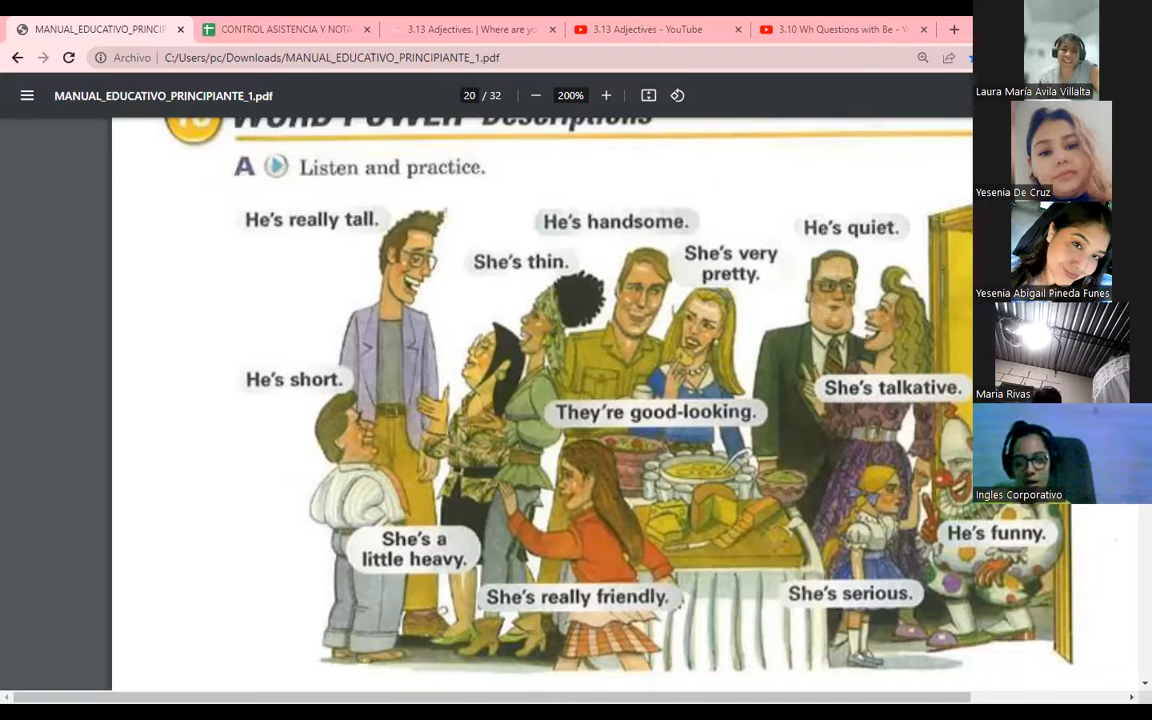 MANUAL_EDUCATIVO_PRINCIP
CONTROL ASISTENCIA Y NOTA
3.13 Adjectives. | Where are yo
3.13 Adjectives - YouTube
3.10 Wh Questions with Be - Y
Archivo
C:/Users/pc/Downloads/MANUAL_EDUCATIVO_PRINCIPIANTE_1.pdf
MANUAL_EDUCATIVO_PRINCIPIANTE_1.pdf
20 / 32
200%
WORD POWER Descriptions
A Listen and practice.
He's really tall.
He's handsome.
He's quiet.
She's thin.
She's very
pretty.
He's short.
She's talkative.
They're good-looking.
She's a
little heavy.
He's funny.
She's really friendly.
She's serious.
Laura María Avila Villalta
Yesenia De Cruz
Yesenia Abigail Pineda Funes
Maria Rivas
Ingles Corporativo